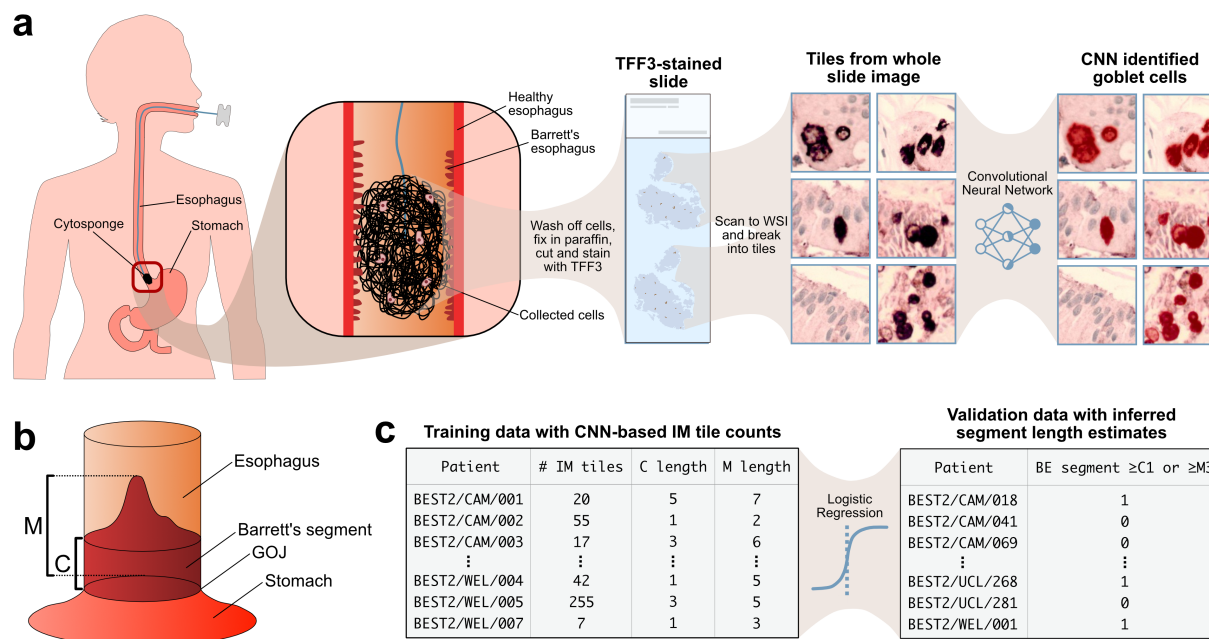 a
Esophagus
Cytosponge
Stomach
Healthy
esophagus
Barrett's
esophagus
Collected cells
Wash off cells,
fix in paraffin,
cut and stain
with TFF3
TFF3-stained
slide
Scan to WSI
and break
into tiles
Tiles from whole
slide image
Convolutional
Neural Network
CNN identified
goblet cells
b
M
C
Esophagus
Barrett's segment
GOJ
Stomach
c
Training data with CNN-based IM tile counts
Patient # IM tiles C length M length
BEST2/CAM/001 20 5 7
BEST2/CAM/002 55 1 2
BEST2/CAM/003 17 3 6
⋮ ⋮ ⋮ ⋮
BEST2/WEL/004 42 1 5
BEST2/WEL/005 255 3 5
BEST2/WEL/007 7 1 3
Logistic
Regression
Validation data with inferred
segment length estimates
Patient BE segment ≥C1 or ≥M3
BEST2/CAM/018 1
BEST2/CAM/041 0
BEST2/CAM/069 0
⋮ ⋮
BEST2/UCL/268 1
BEST2/UCL/281 0
BEST2/WEL/001 1